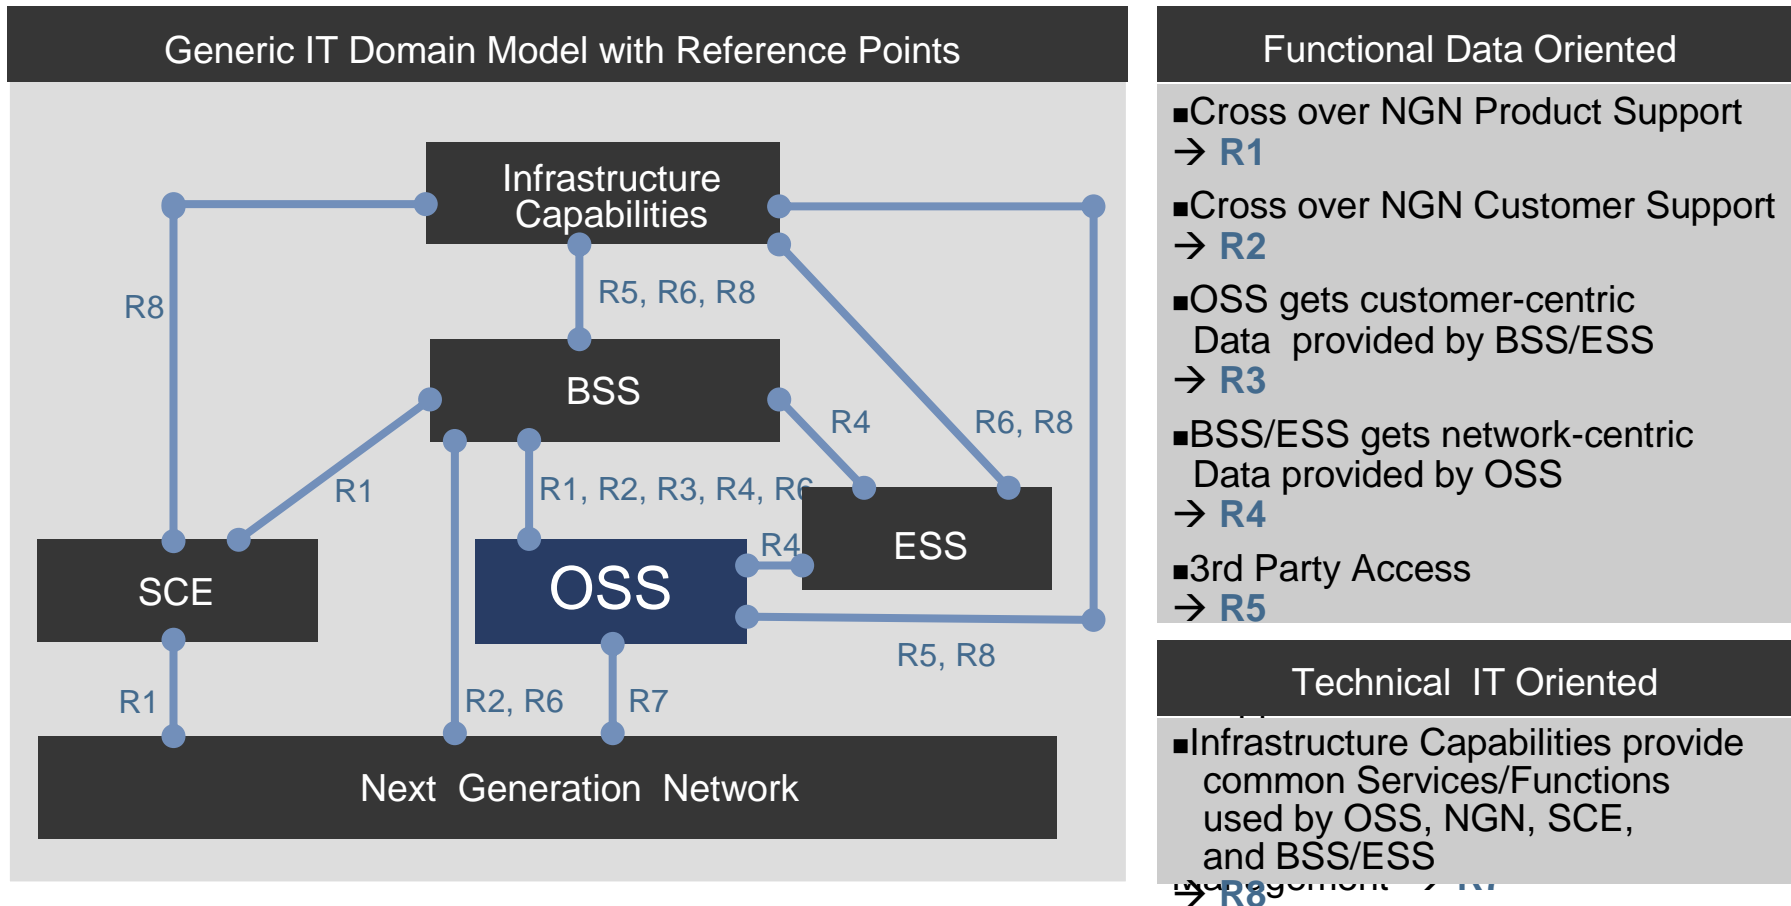 Generic IT Domain Model with Reference Points
Infrastructure
Capabilities
R8
R5, R6, R8
BSS
R4
R6, R8
R1
R1, R2, R3, R4, R6
R4
ESS
SCE
OSS
R5, R8
R1
R2, R6
R7
Next Generation Network
Functional Data Oriented
■Cross over NGN Product Support
→ R1
■Cross over NGN Customer Support
→ R2
■OSS gets customer-centric
Data provided by BSS/ESS
→ R3
■BSS/ESS gets network-centric
Data provided by OSS
→ R4
■3rd Party Access
→ R5
Technical IT Oriented
■Infrastructure Capabilities provide
common Services/Functions
used by OSS, NGN, SCE,
and BSS/ESS
→ R8